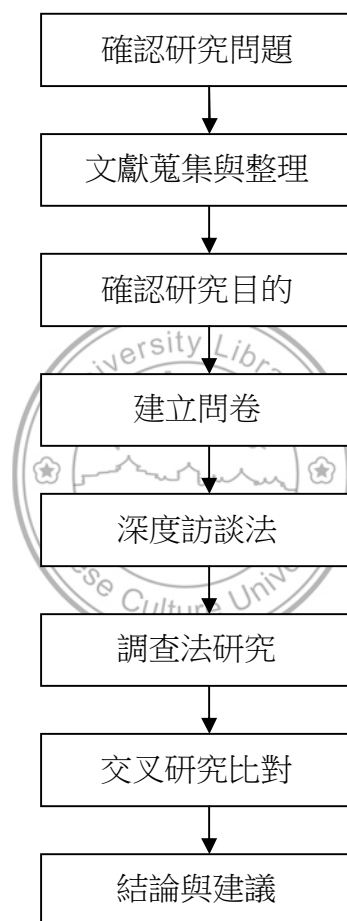 確認研究問題
文獻蒐集與整理
確認研究目的
建立問卷
深度訪談法
調查法研究
交叉研究比對
結論與建議